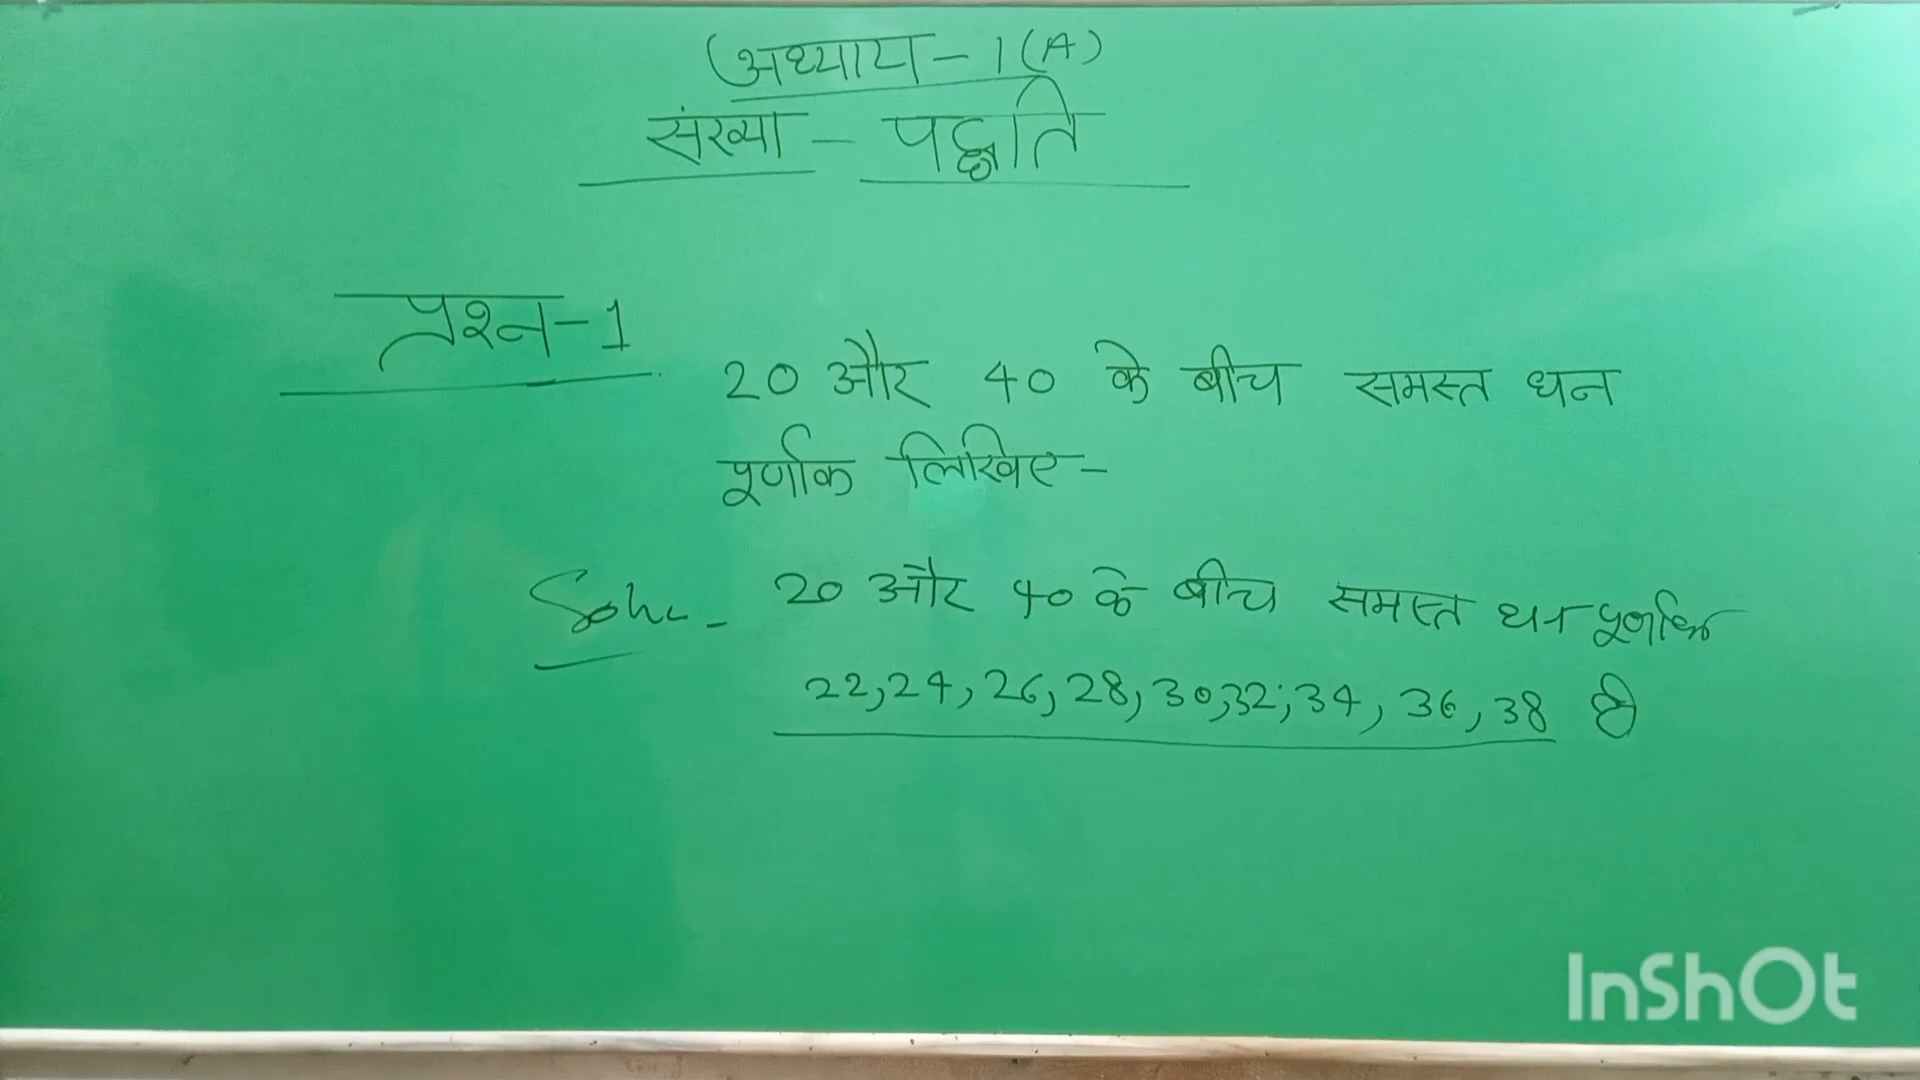 अध्याय - 1 (A)
संख्या - पद्धति
प्रश्न-1
20 और 40 के बीच समस्त धन
पूर्णांक लिखिए -
Soln - 20 और 40 के बीच समस्त धन पूर्णांक
22, 24, 26, 28, 30, 32, 34, 36, 38 है
InShOt